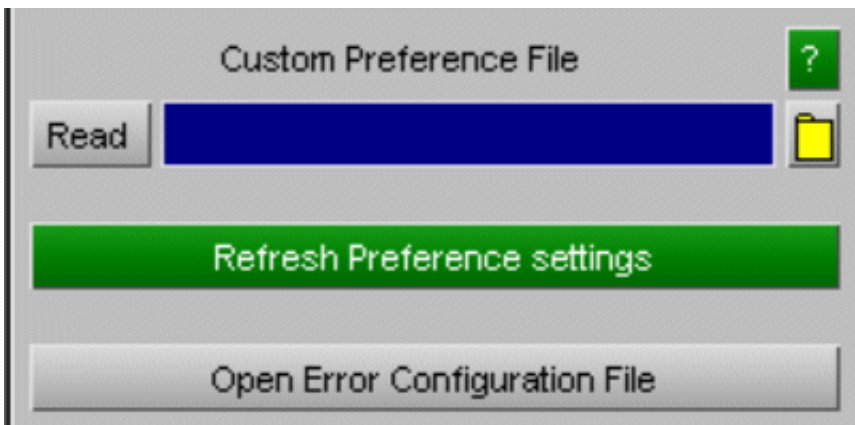 Custom Preference File
?
Read
Refresh Preference settings
Open Error Configuration File